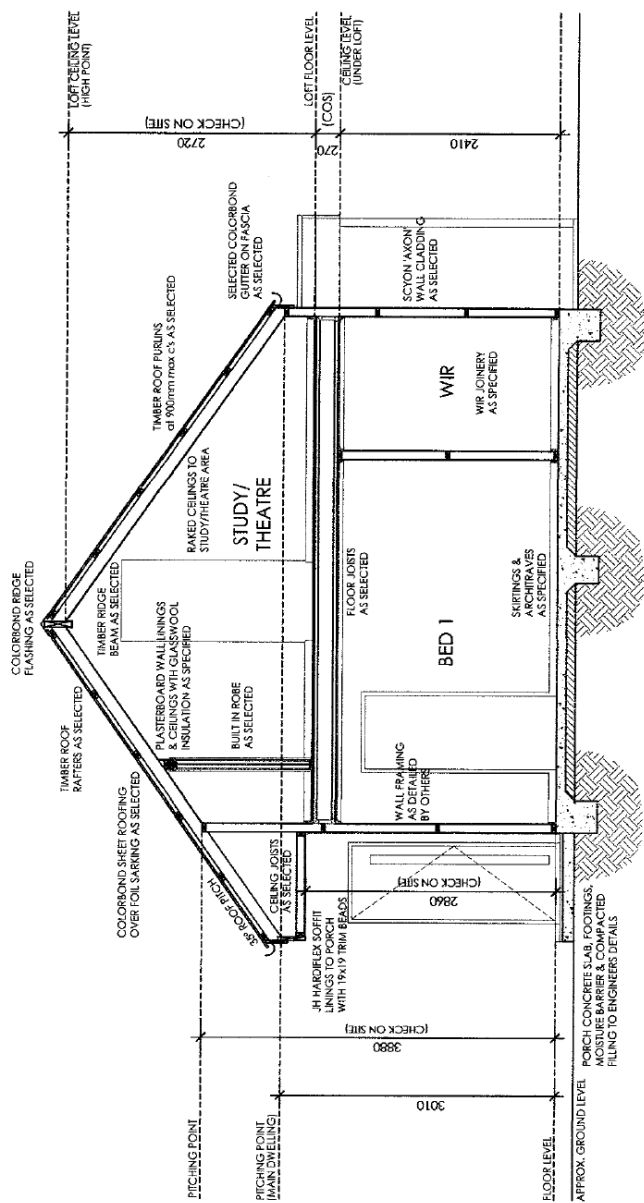 COLORBOND RIDGE
FLASHING AS SELECTED
TIMBER ROOF
RAFTERS AS SELECTED
COLORBOND SHEET ROOFING
OVER FOIL SARKING AS SELECTED
35° ROOF PITCH
PITCHING POINT
PITCHING POINT
(MAIN DWELLING)
FLOOR LEVEL
APPROX. GROUND LEVEL
3010
3880
(CHECK ON SITE)
2860
(CHECK ON SITE)
JH HARDIFLEX SOFFIT
LININGS TO PORCH
WITH 19x19 TRIM BEADS
CEILING JOISTS
AS SELECTED
PORCH CONCRETE SLAB, FOOTINGS,
MOISTURE BARRIER & COMPACTED
FILLING TO ENGINEERS DETAILS
WALL FRAMING
AS DETAILED
BY OTHERS
BUILT IN ROBE
AS SELECTED
PLASTERBOARD WALL LININGS
& CEILINGS WTH GLASSWOOL
INSULATION AS SPECIFIED
TIMBER RIDGE
BEAM AS SELECTED
RAKED CEILINGS TO
STUDY/THEATRE AREA
STUDY/
THEATRE
TIMBER ROOF PURLINS
at 900mm max c's AS SELECTED
SELECTED COLORBOND
GUTTER ON FASCIA
AS SELECTED
BED 1
FLOOR JOISTS
AS SELECTED
SKIRTINGS &
ARCHITRAVES
AS SPECIFIED
WIR
WIR JOINERY
AS SPECIFIED
SCYON 'AXON'
WALL CLADDING
AS SELECTED
LOFT CEILING LEVEL
(HIGH POINT)
2720
(CHECK ON SITE)
LOFT FLOOR LEVEL
270
(COS)
CEILING LEVEL
(UNDER LOFT)
2410